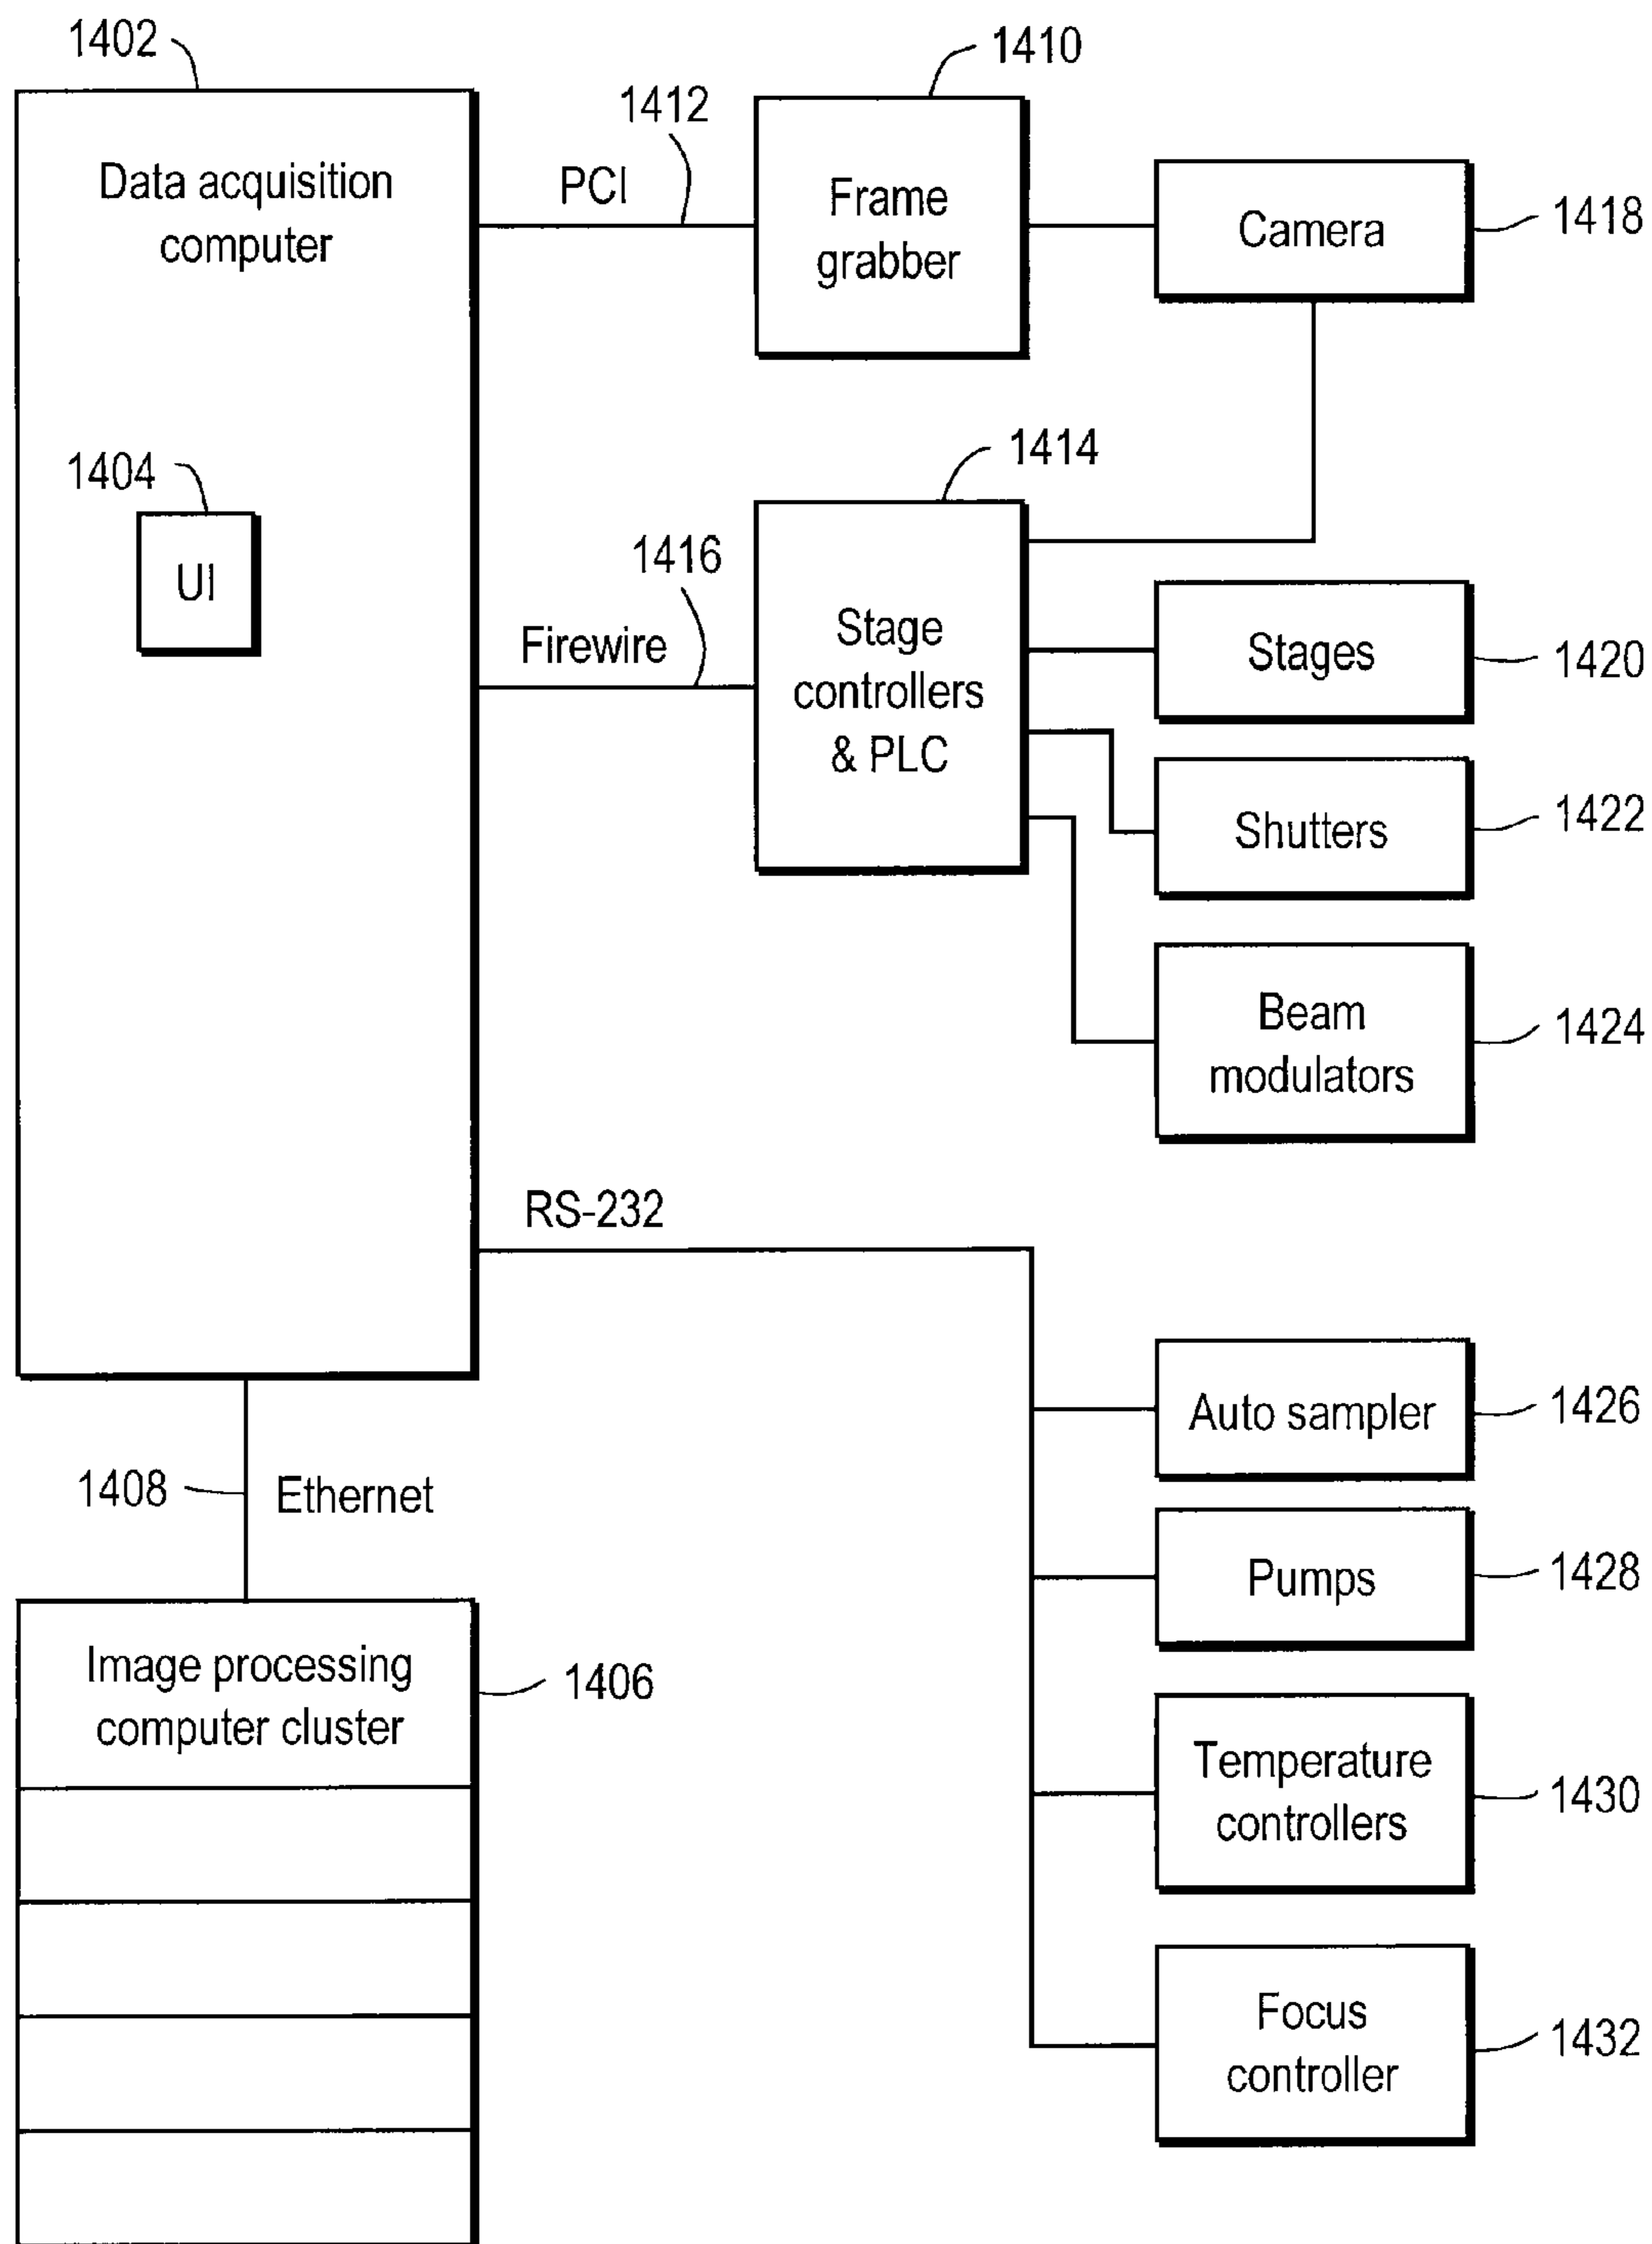 1402
Data acquisition
computer
1404
UI
1412
PCI
1410
Frame
grabber
Camera
1418
1414
1416
Firewire
Stage
controllers
& PLC
Stages
1420
Shutters
1422
Beam
modulators
1424
RS-232
Auto sampler
1426
Pumps
1428
Temperature
controllers
1430
Focus
controller
1432
1408
Ethernet
Image processing
computer cluster
1406